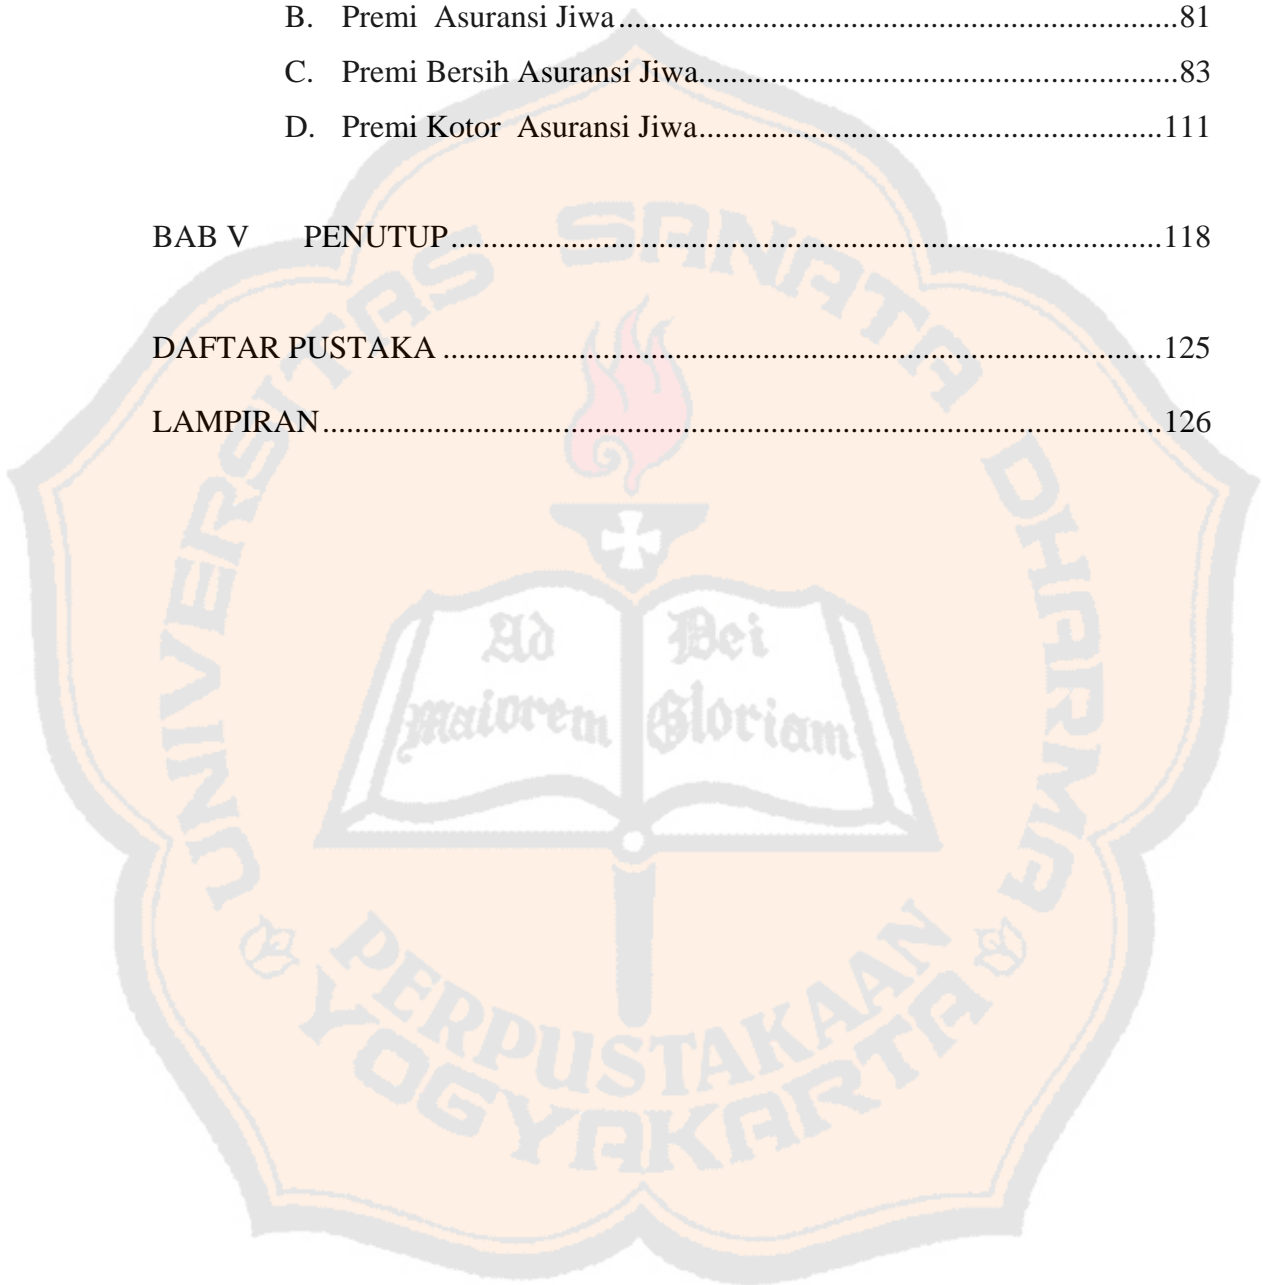 B. Premi  Asuransi Jiwa.....................................................................81
C. Premi Bersih Asuransi Jiwa...........................................................83
D. Premi Kotor  Asuransi Jiwa.........................................................111
BAB V PENUTUP.........................................................................................118
DAFTAR PUSTAKA..........................................................................................125
LAMPIRAN.........................................................................................................126
UNIVERSITAS SANATA DHARMA
Ad Dei
maiorem Gloriam
PERPUSTAKAAN
YOGYAKARTA